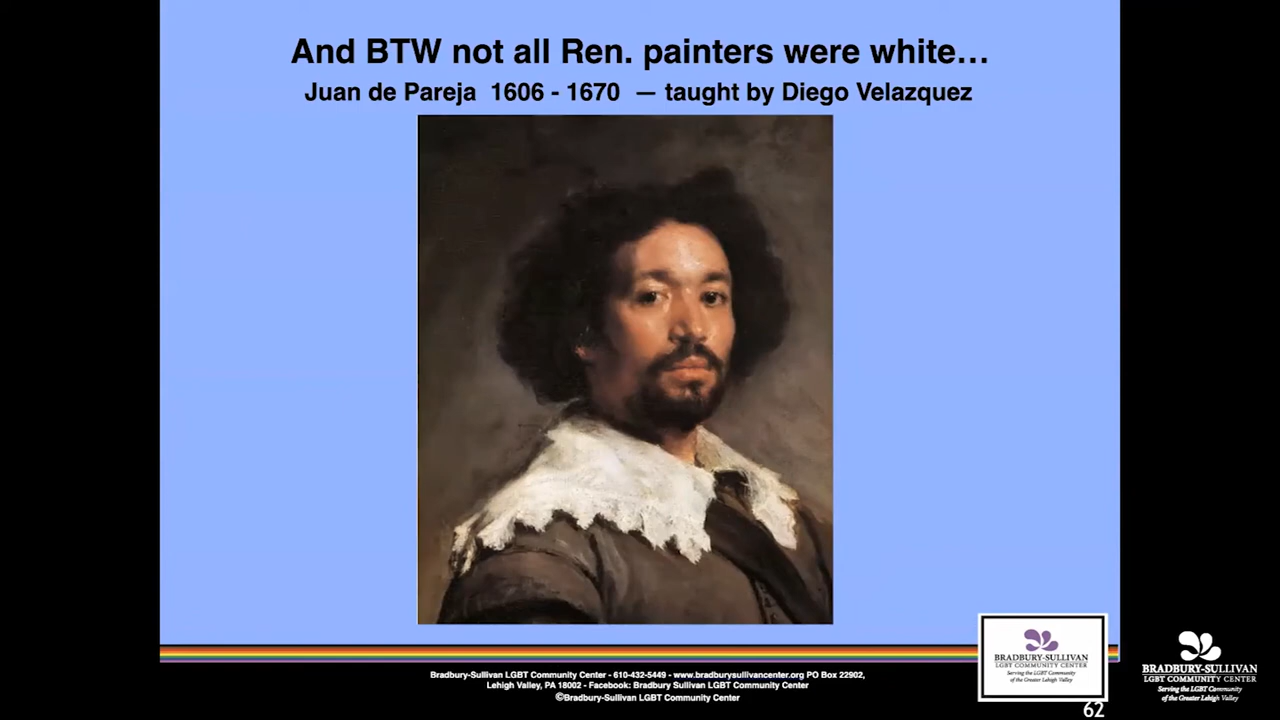 And BTW not all Ren. painters were white…
Juan de Pareja 1606 - 1670 — taught by Diego Velazquez
BRADBURY-SULLIVAN
LGBT COMMUNITY CENTER
Serving the LGBT Community
of the Greater Lehigh Valley
BRADBURY-SULLIVAN
LGBT COMMUNITY CENTER
Serving the LGBT Community
of the Greater Lehigh Valley
Bradbury-Sullivan LGBT Community Center - 610-432-5449 - www.bradburysullivancenter.org PO Box 22902,
Lehigh Valley, PA 18002 - Facebook: Bradbury Sullivan LGBT Community Center
©Bradbury-Sullivan LGBT Community Center
62